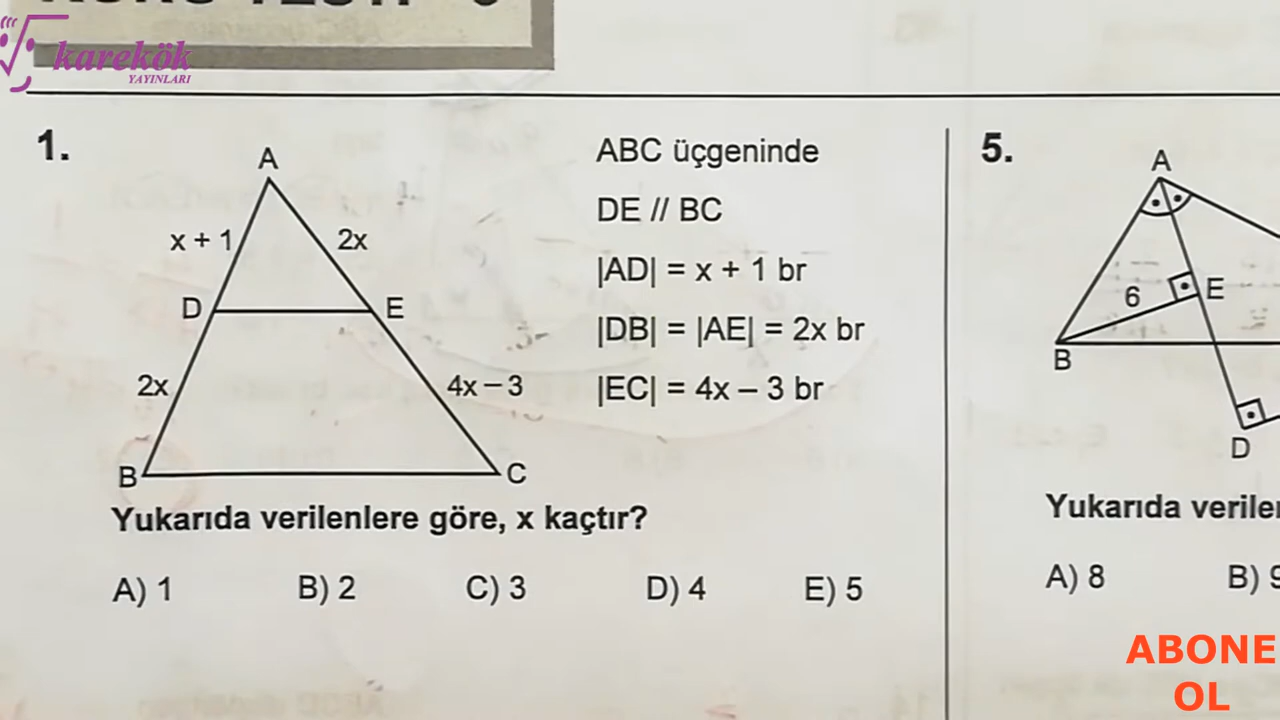 karekök
YAYINLARI
1.
A
x + 1
2x
D
E
2x
4x – 3
B
C
ABC üçgeninde
DE // BC
|AD| = x + 1 br
|DB| = |AE| = 2x br
|EC| = 4x – 3 br
Yukarıda verilenlere göre, x kaçtır?
A) 1 B) 2 C) 3 D) 4 E) 5
5.
A
6
E
B
D
Yukarıda
A) 8 B)
ABONE
OL